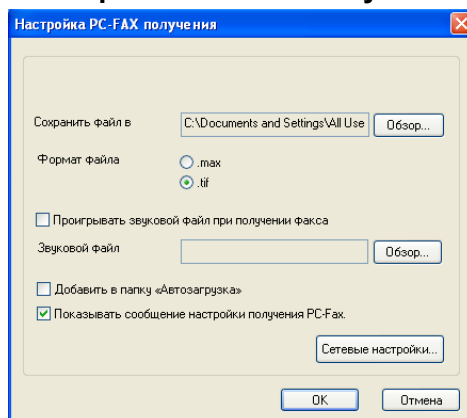 Настройка PC-FAX получения
Сохранить файл в C:\Documents and Settings\All Use Обзор...
Формат файла .max
.tif
Проигрывать звуковой файл при получении факса
Звуковой файл Обзор...
Добавить в папку «Автозагрузка»
Показывать сообщение настройки получения PC-Fax.
Сетевые настройки...
OK Отмена